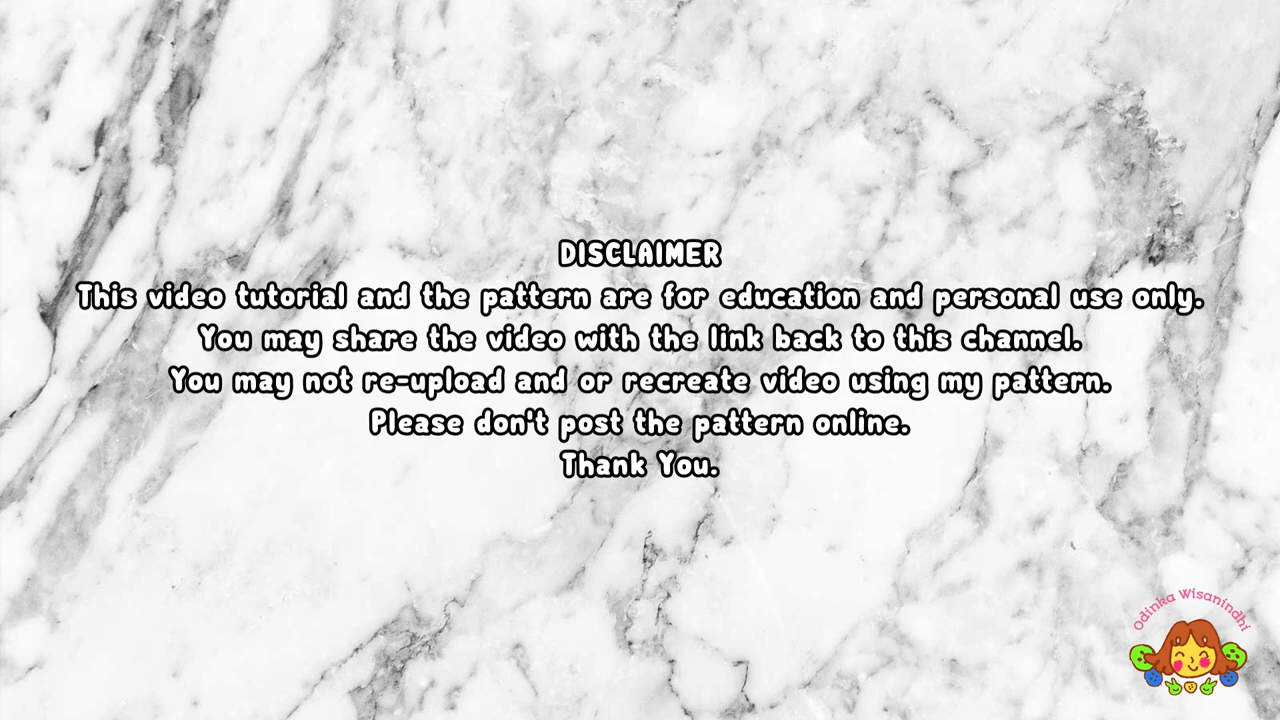 DISCLAIMER
This video tutorial and the pattern are for education and personal use only.
You may share the video with the link back to this channel.
You may not re-upload and or recreate video using my pattern.
Please don't post the pattern online.
Thank You.
Odinka Wisanindhi